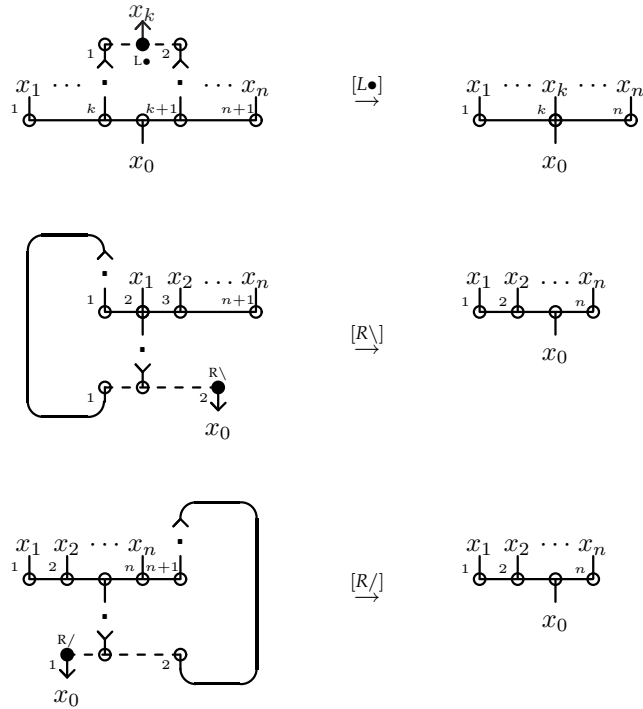 x_k
1 L● 2
x_1 ⋯ ⋯ x_n [L●] x_1 ⋯ x_k ⋯ x_n
1 k k+1 n+1 → 1 k n
x_0 x_0
x_1 x_2 ⋯ x_n x_1 x_2 ⋯ x_n
1 2 3 n+1 [R\] 1 2 n
→ x_0
R\
1 2
x_0
x_1 x_2 ⋯ x_n x_1 x_2 ⋯ x_n
1 2 n n+1 [R/] 1 2 n
→ x_0
R/
1 2
x_0